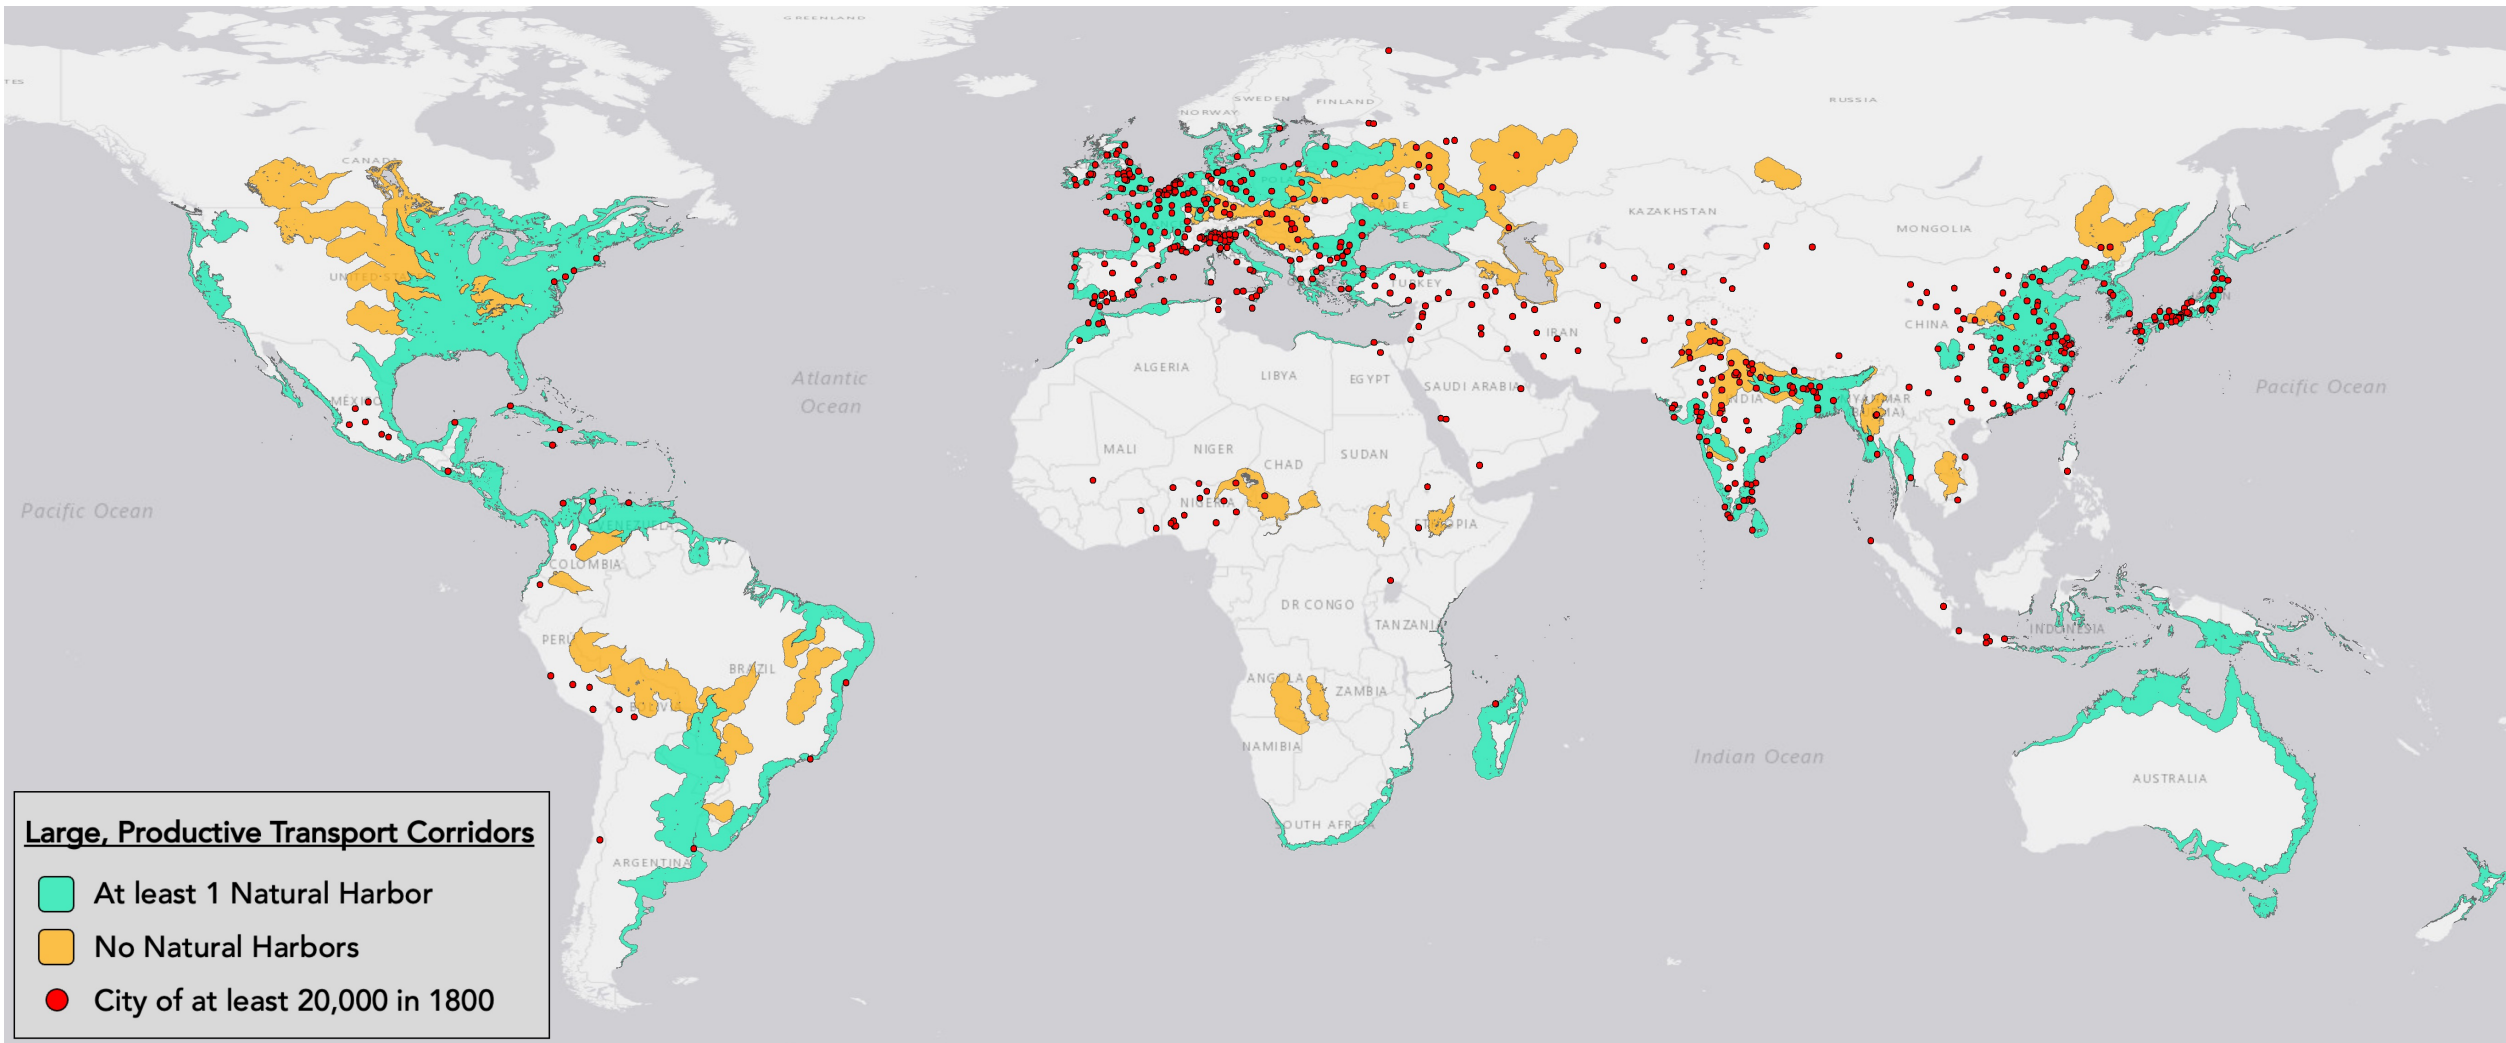 GREENLAND
TES
SWEDEN
FINLAND
NORWAY
RUSSIA
CANADA
KAZAKHSTAN
MONGOLIA
UNITED STA
TURKEY
CHINA
IRAN
Atlantic
Ocean
ALGERIA
LIBYA
EGYPT
SAUDI ARABIA
Pacific Ocean
MÉXICO
INDIA
MYANMAR
MALI
NIGER
CHAD
SUDAN
Pacific Ocean
NIGERIA
VENEZUELA
ETHIOPIA
COLOMBIA
DR CONGO
TANZANIA
INDONESIA
PERU
BRAZIL
ANGOLA
ZAMBIA
BOLIVIA
NAMIBIA
Indian Ocean
AUSTRALIA
SOUTH AFRICA
ARGENTINA
Large, Productive Transport Corridors
At least 1 Natural Harbor
No Natural Harbors
City of at least 20,000 in 1800